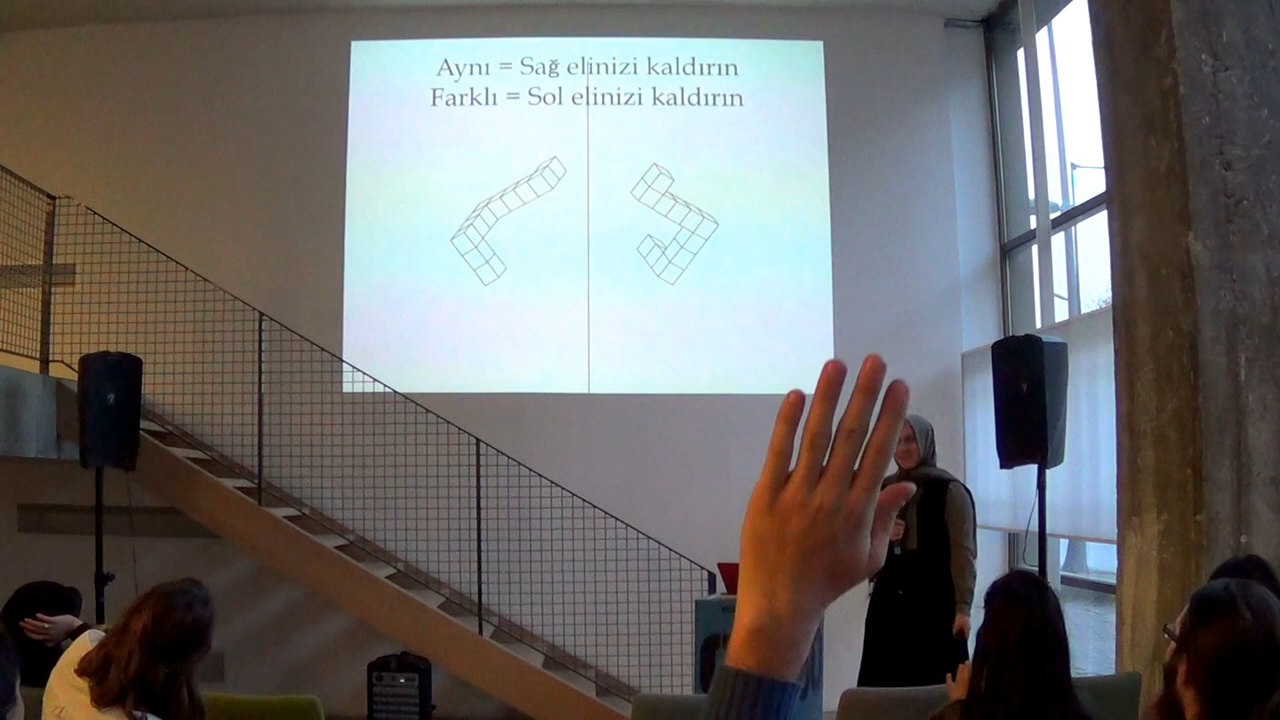 Aynı = Sağ elinizi kaldırın
Farklı = Sol elinizi kaldırın